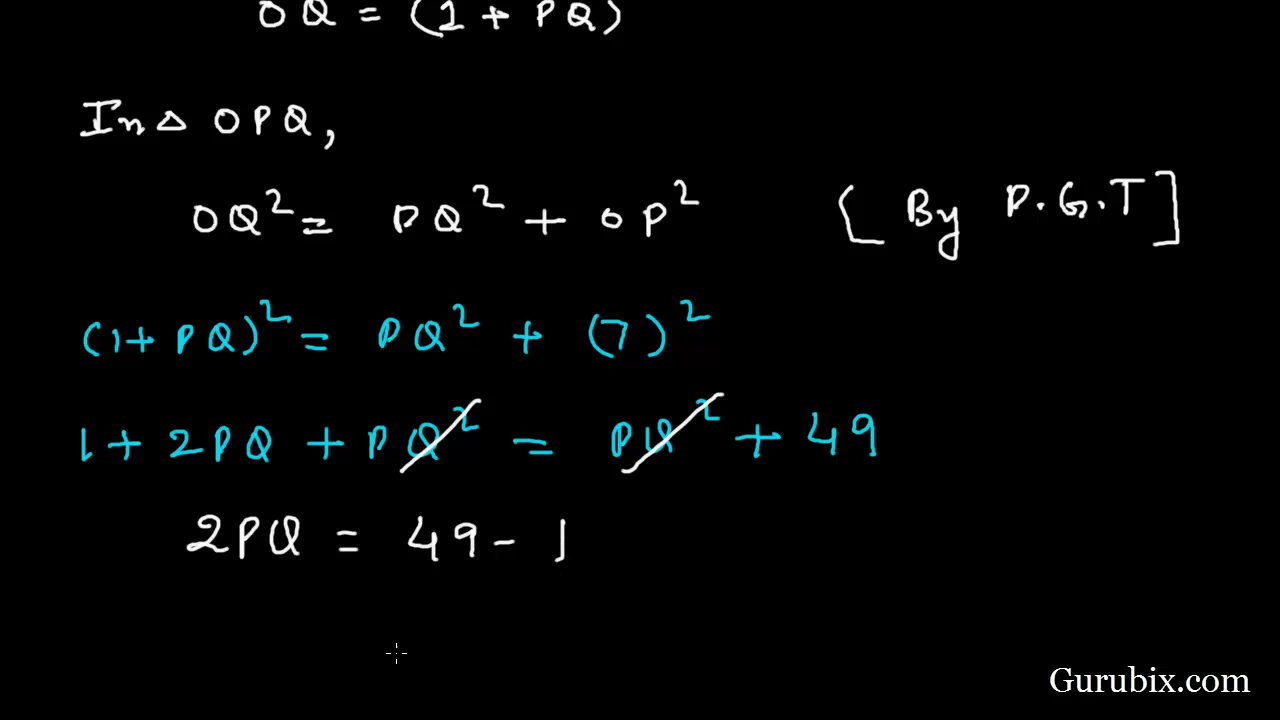 OQ = (1 + PQ)
In △ OPQ,
OQ² = PQ² + OP² [By P.G.T]
(1+ PQ)² = PQ² + (7)²
1 + 2PQ + PQ² = PQ² + 49
2PQ = 49 - 1
Gurubix.com